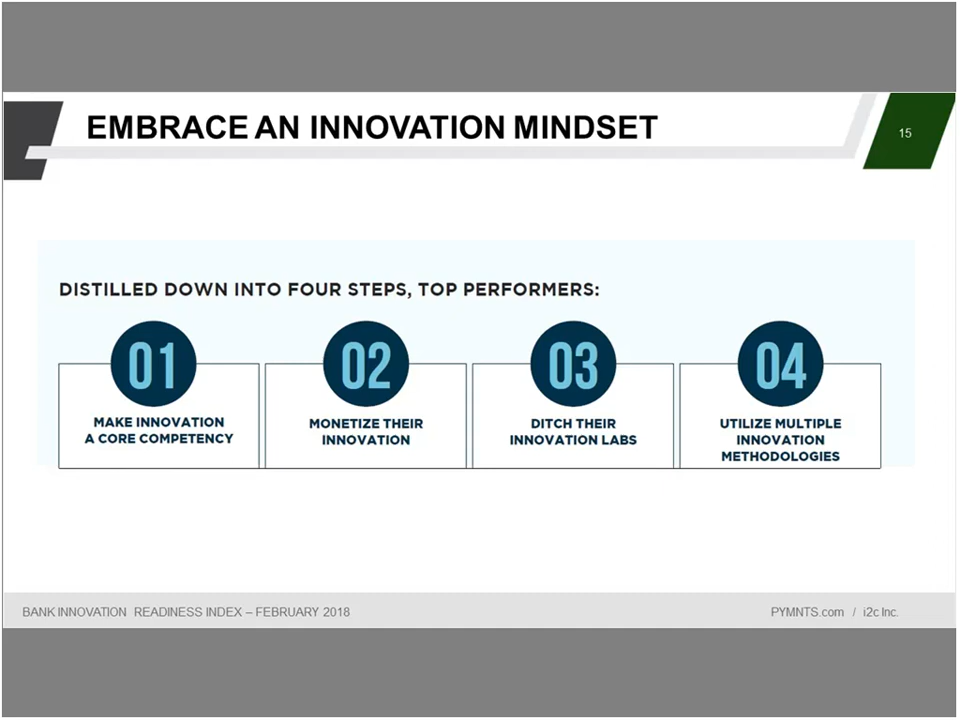 EMBRACE AN INNOVATION MINDSET
15
DISTILLED DOWN INTO FOUR STEPS, TOP PERFORMERS:
01
MAKE INNOVATION
A CORE COMPETENCY
02
MONETIZE THEIR
INNOVATION
03
DITCH THEIR
INNOVATION LABS
04
UTILIZE MULTIPLE
INNOVATION
METHODOLOGIES
BANK INNOVATION READINESS INDEX – FEBRUARY 2018
PYMNTS.com / i2c Inc.